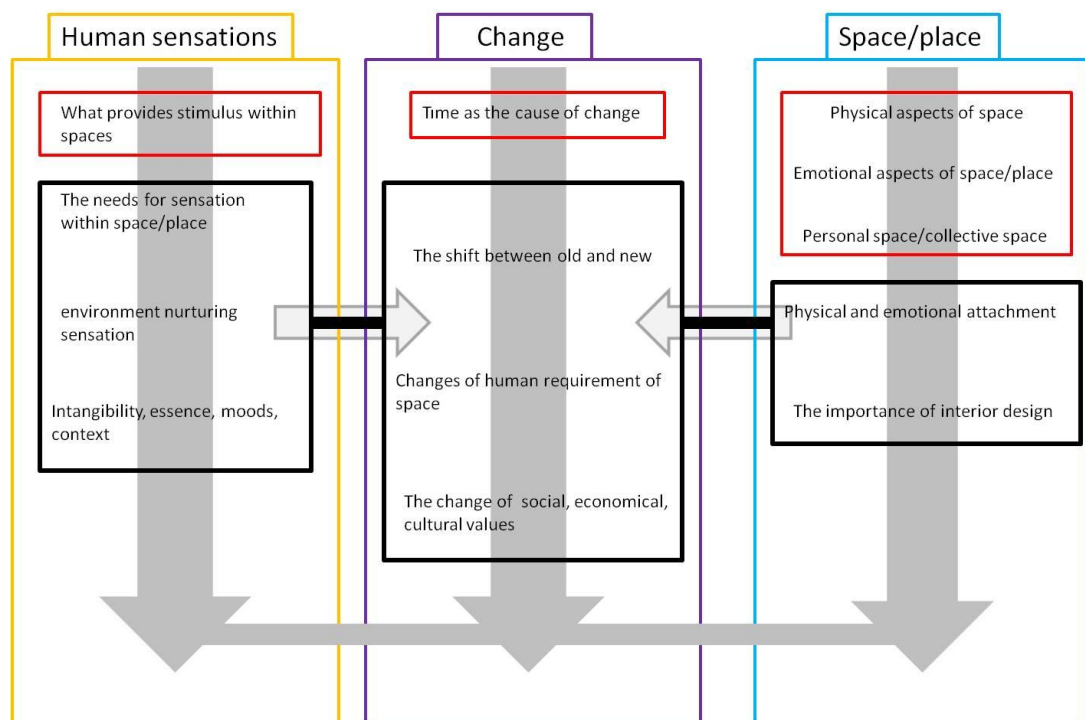 Human sensations
What provides stimulus within
spaces
The needs for sensation
within space/place
environment nurturing
sensation
Intangibility, essence, moods,
context
Change
Time as the cause of change
The shift between old and new
Changes of human requirement of
space
The change of  social, economical,
cultural values
Space/place
Physical aspects of space
Emotional aspects of space/place
Personal space/collective space
Physical and emotional attachment
The importance of interior design